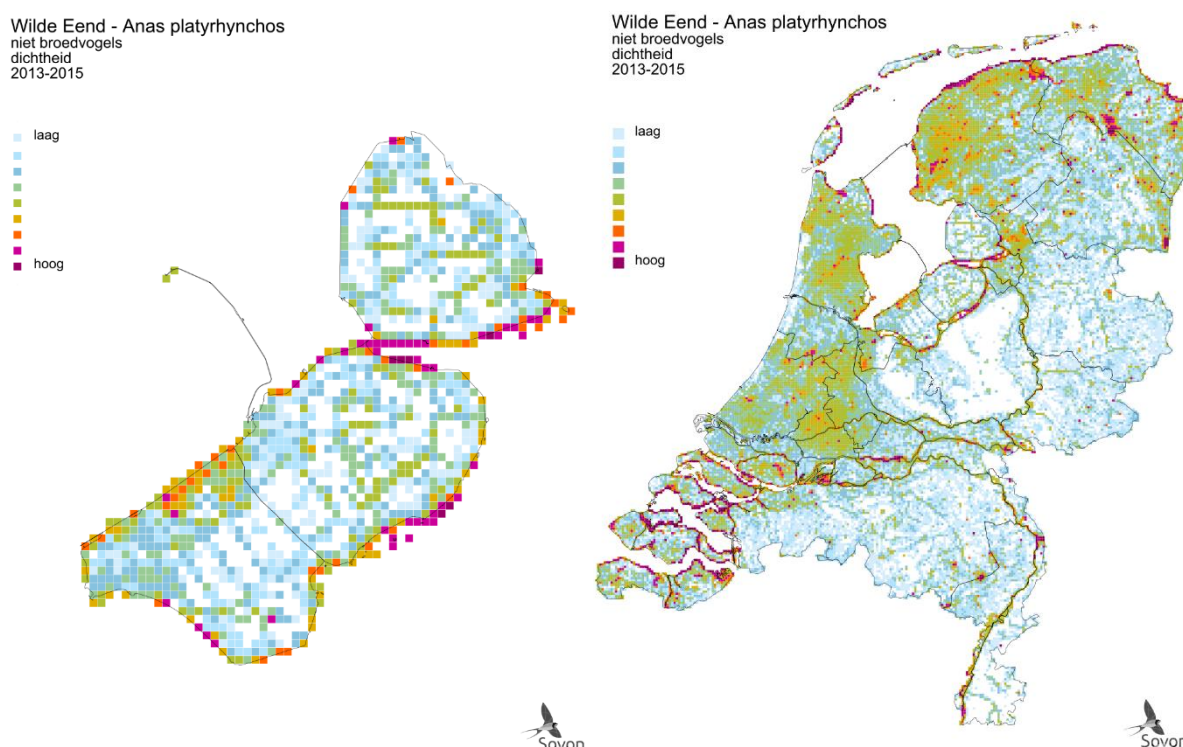 Wilde Eend - Anas platyrhynchos
niet broedvogels
dichtheid
2013-2015
laag
hoog
Sovon
Wilde Eend - Anas platyrhynchos
niet broedvogels
dichtheid
2013-2015
laag
hoog
Sovon